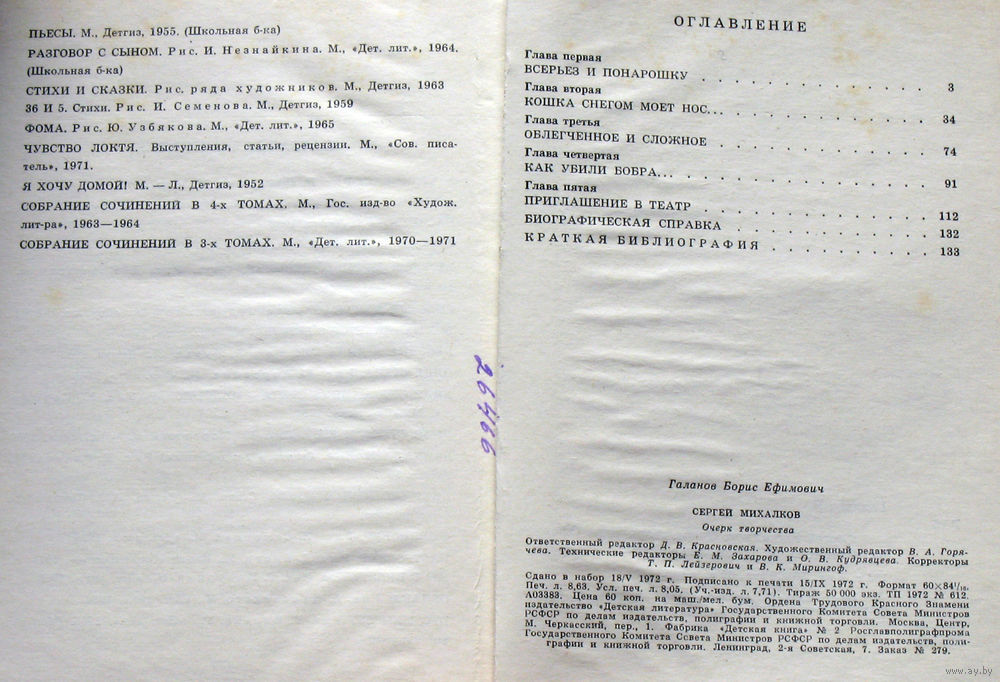 ПЬЕСЫ. М., Детгиз, 1955. (Школьная б-ка)
РАЗГОВОР С СЫНОМ. Рис. И. Незнайкина. М., «Дет. лит.», 1964.
(Школьная б-ка)
СТИХИ И СКАЗКИ. Рис. ряда художников. М., Детгиз, 1963
36 И 5. Стихи. Рис. И. Семенова. М., Детгиз, 1959
ФОМА. Рис. Ю. Узбякова. М., «Дет. лит.», 1965
ЧУВСТВО ЛОКТЯ. Выступления, статьи, рецензии. М., «Сов. писа-
тель», 1971.
Я ХОЧУ ДОМОЙ! М. — Л., Детгиз, 1952
СОБРАНИЕ СОЧИНЕНИЙ В 4-х ТОМАХ. М., Гос. изд-во «Худож.
лит-ра», 1963—1964
СОБРАНИЕ СОЧИНЕНИЙ В 3-х ТОМАХ. М., «Дет. лит.», 1970—1971
264466
ОГЛАВЛЕНИЕ
Глава первая
ВСЕРЬЕЗ И ПОНАРОШКУ . . . . . . . . . . . . . 3
Глава вторая
КОШКА СНЕГОМ МОЕТ НОС... . . . . . . . . . . . . 34
Глава третья
ОБЛЕГЧЕННОЕ И СЛОЖНОЕ . . . . . . . . . . . . 74
Глава четвертая
КАК УБИЛИ БОБРА... . . . . . . . . . . . . . . 91
Глава пятая
ПРИГЛАШЕНИЕ В ТЕАТР . . . . . . . . . . . . . 112
БИОГРАФИЧЕСКАЯ СПРАВКА . . . . . . . . . . . . 132
КРАТКАЯ БИБЛИОГРАФИЯ . . . . . . . . . . 133
Галанов Борис Ефимович
СЕРГЕЙ МИХАЛКОВ
Очерк творчества
Ответственный редактор Д. В. Красновская. Художественный редактор В. А. Горя-
чева. Технические редакторы Е. М. Захарова и О. В. Кудрявцева. Корректоры
Т. П. Лейзерович и В. К. Мирингоф.
Сдано в набор 18/V 1972 г. Подписано к печати 15/IX 1972 г. Формат 60×84¹/₁₆.
Печ. л. 8,63. Усл. печ. л. 8,05. (Уч.-изд. л. 7,71). Тираж 50 000 экз. ТП 1972 № 612.
А03383. Цена 60 коп. на маш./мел. бум. Ордена Трудового Красного Знамени
издательство «Детская литература» Государственного Комитета Совета Министров
РСФСР по делам издательств, полиграфии и книжной торговли. Москва, Центр,
М. Черкасский, пер., 1. Фабрика «Детская книга» № 2 Росглавполиграфпрома
Государственного Комитета Совета Министров РСФСР по делам издательств, поли-
графии и книжной торговли. Ленинград, 2-я Советская, 7. Заказ № 279.
www.ay.by